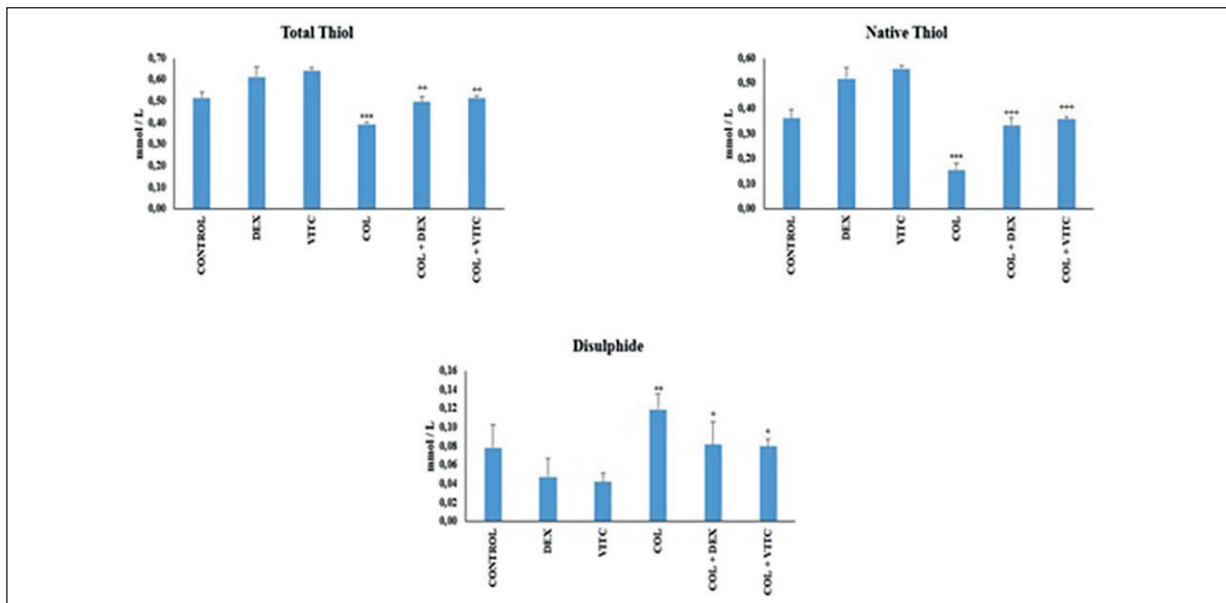 Total Thiol
0,70
0,60
0,50
0,40
0,30
0,20
0,10
0,00
mmol / L
***
**
**
CONTROL
DEX
VITC
COL
COL + DEX
COL + VITC
Native Thiol
0,60
0,50
0,40
0,30
0,20
0,10
0,00
mmol / L
***
***
***
CONTROL
DEX
VITC
COL
COL + DEX
COL + VITC
Disulphide
0,16
0,14
0,12
0,10
0,08
0,06
0,04
0,02
0,00
mmol / L
**
*
*
CONTROL
DEX
VITC
COL
COL + DEX
COL + VITC